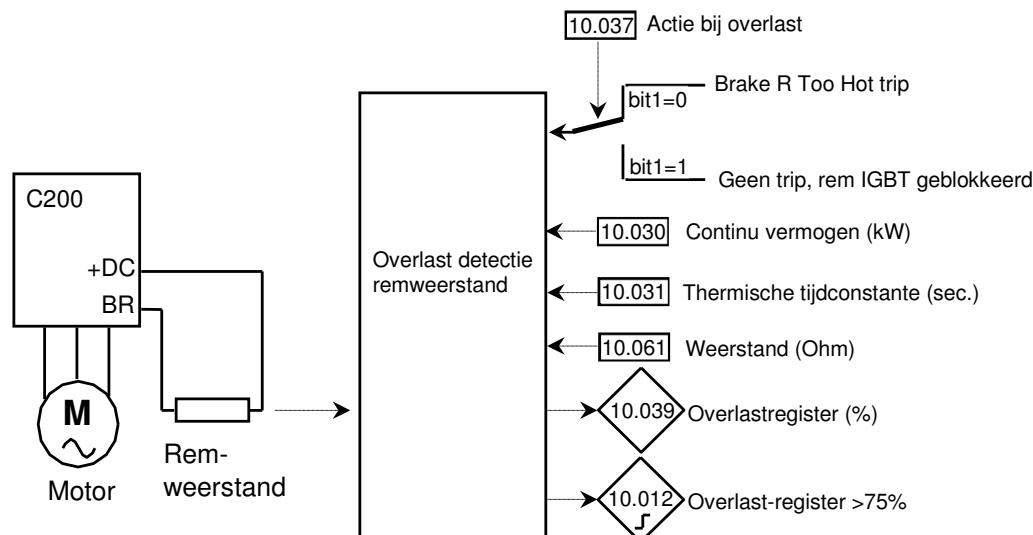 10.037 Actie bij overlast
Brake R Too Hot trip
bit1=0
bit1=1
Geen trip, rem IGBT geblokkeerd
C200
+DC
BR
Overlast detectie
remweerstand
10.030 Continu vermogen (kW)
10.031 Thermische tijdconstante (sec.)
10.061 Weerstand (Ohm)
M
10.039 Overlastregister (%)
Rem-
weerstand
Motor
10.012 Overlast-register >75%